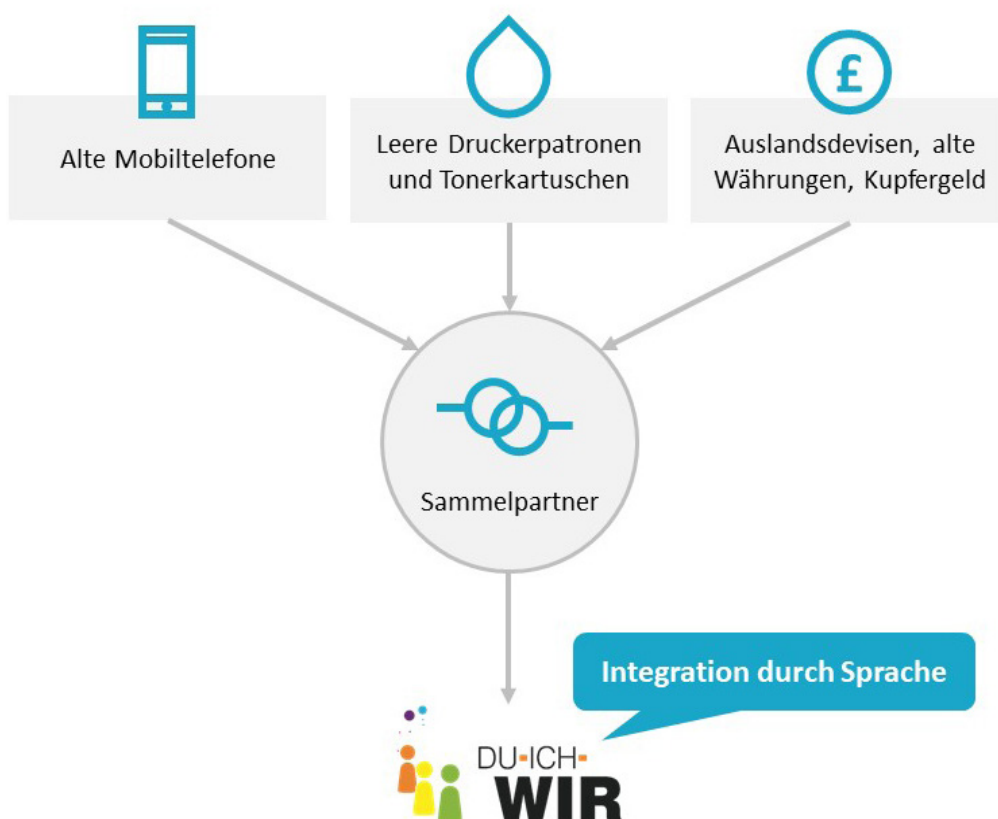 £
Alte Mobiltelefone
Leere Druckerpatronen
und Tonerkartuschen
Auslandsdevisen, alte
Währungen, Kupfergeld
Sammelpartner
Integration durch Sprache
DU-ICH-
WIR